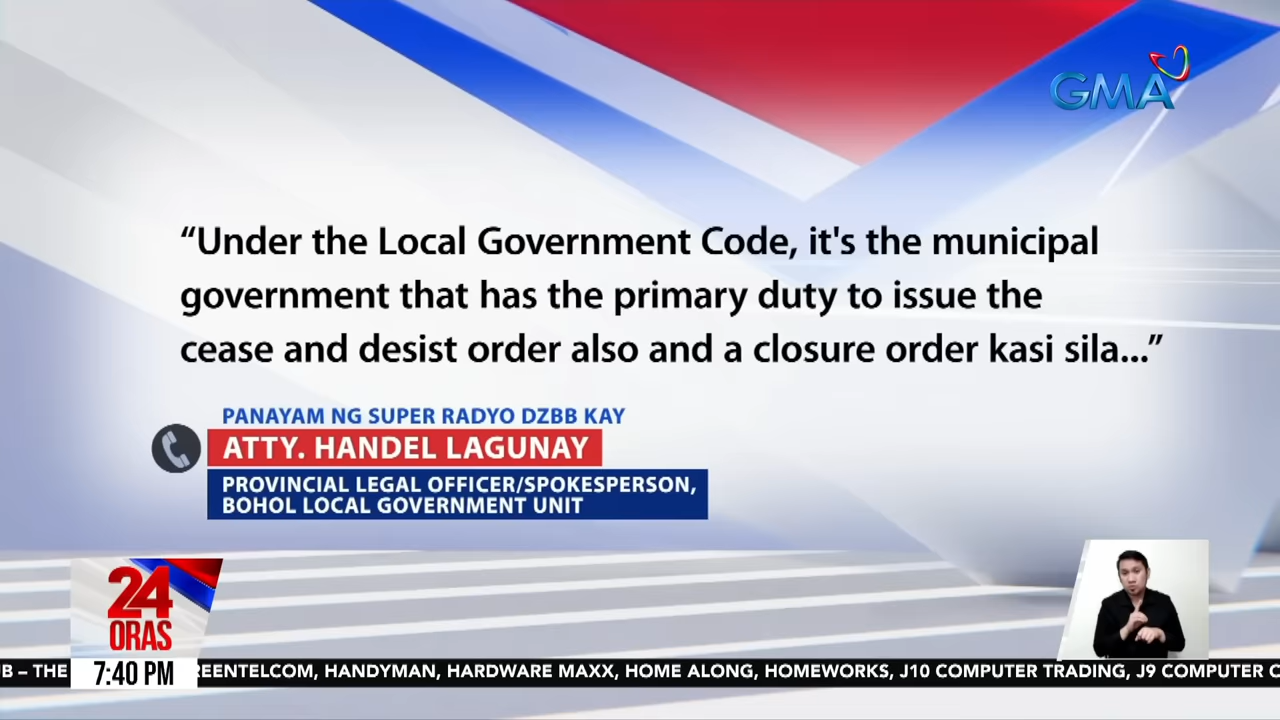 GMA
“Under the Local Government Code, it's the municipal
government that has the primary duty to issue the
cease and desist order also and a closure order kasi sila...”
PANAYAM NG SUPER RADYO DZBB KAY
ATTY. HANDEL LAGUNAY
PROVINCIAL LEGAL OFFICER/SPOKESPERSON,
BOHOL LOCAL GOVERNMENT UNIT
24
ORAS
7:40 PM
UB – THE REENTELCOM, HANDYMAN, HARDWARE MAXX, HOME ALONG, HOMEWORKS, J10 COMPUTER TRADING, J9 COMPUTER